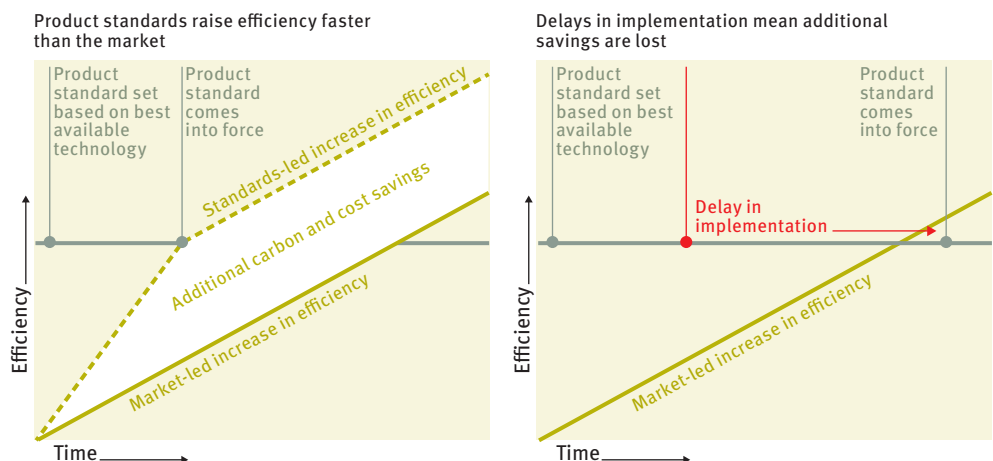 Product standards raise efficiency faster
than the market
Product
standard set
based on best
available
technology
Product
standard
comes
into force
Standards-led increase in efficiency
Additional carbon and cost savings
Market-led increase in efficiency
Efficiency
Time
Delays in implementation mean additional
savings are lost
Product
standard set
based on best
available
technology
Product
standard
comes
into force
Delay in
implementation
Market-led increase in efficiency
Efficiency
Time